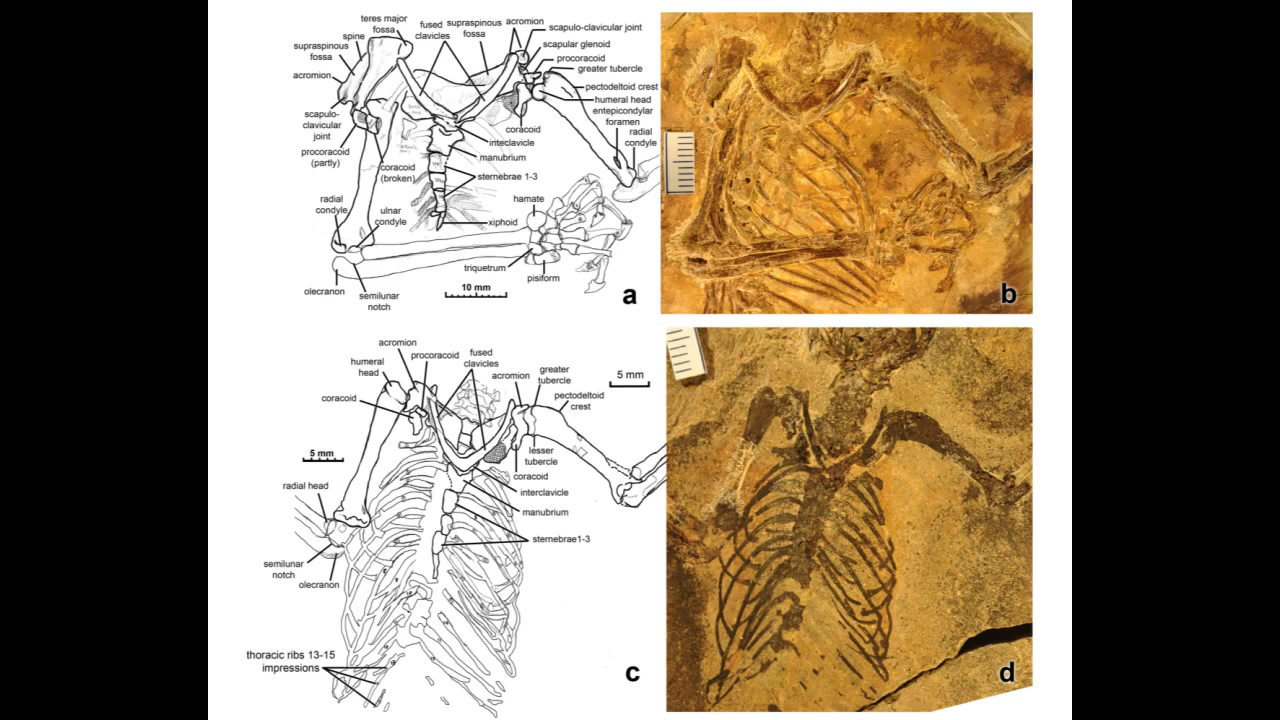 teres major
fossa
fused
clavicles
supraspinous
fossa
acromion
scapulo-clavicular joint
spine
supraspinous
fossa
acromion
scapular glenoid
procoracoid
greater tubercle
pectodeltoid crest
humeral head
entepicondylar
foramen
radial
condyle
scapulo-
clavicular
joint
procoracoid
(partly)
coracoid
(broken)
coracoid
inteclavicle
manubrium
sternebrae 1-3
radial
condyle
ulnar
condyle
hamate
xiphoid
triquetrum
pisiform
olecranon
semilunar
notch
10 mm
a
b
acromion
procoracoid
fused
clavicles
humeral
head
acromion
greater
tubercle
5 mm
pectodeltoid
crest
coracoid
5 mm
lesser
tubercle
coracoid
radial head
interclavicle
manubrium
sternebrae1-3
semilunar
notch
olecranon
thoracic ribs 13-15
impressions
c
d